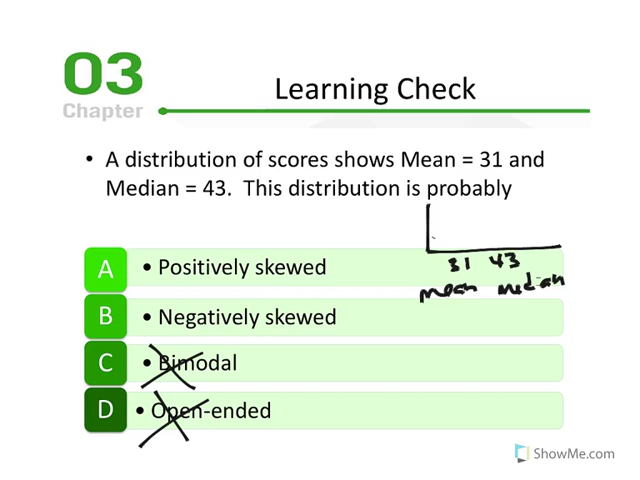 03
Chapter
Learning Check
• A distribution of scores shows Mean = 31 and
Median = 43. This distribution is probably
31 43
mean median
A • Positively skewed
B • Negatively skewed
C • Bimodal
D • Open-ended
ShowMe.com